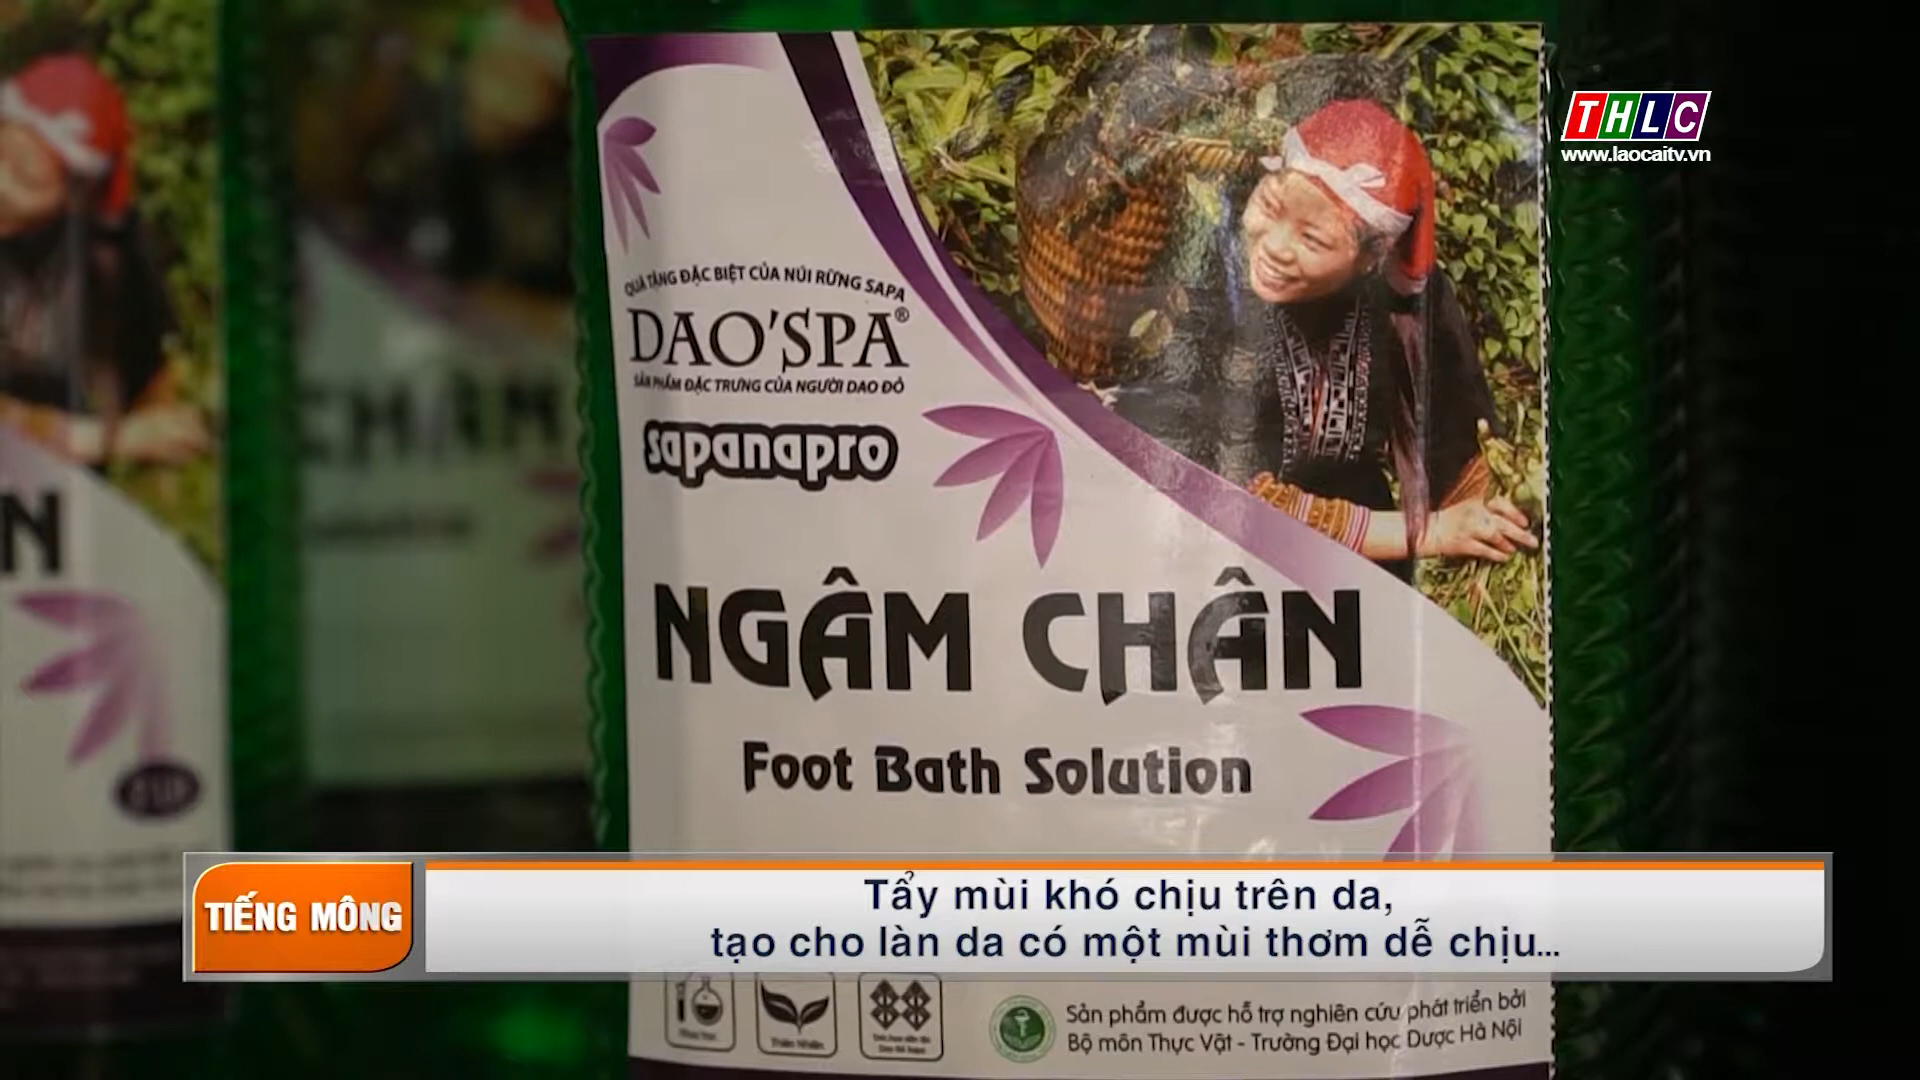 THLC
www.laocaitv.vn
QUÀ TẶNG ĐẶC BIỆT CỦA NÚI RỪNG SAPA
DAO'SPA®
SẢN PHẨM ĐẶC TRƯNG CỦA NGƯỜI DAO ĐỎ
sapanapro
NGÂM CHÂN
Foot Bath Solution
CHÂN
N
TIẾNG MÔNG
Tẩy mùi khó chịu trên da,
tạo cho làn da có một mùi thơm dễ chịu...
Thiên Nhiên
Sản phẩm được hỗ trợ nghiên cứu phát triển bởi
Bộ môn Thực Vật - Trường Đại học Dược Hà Nội